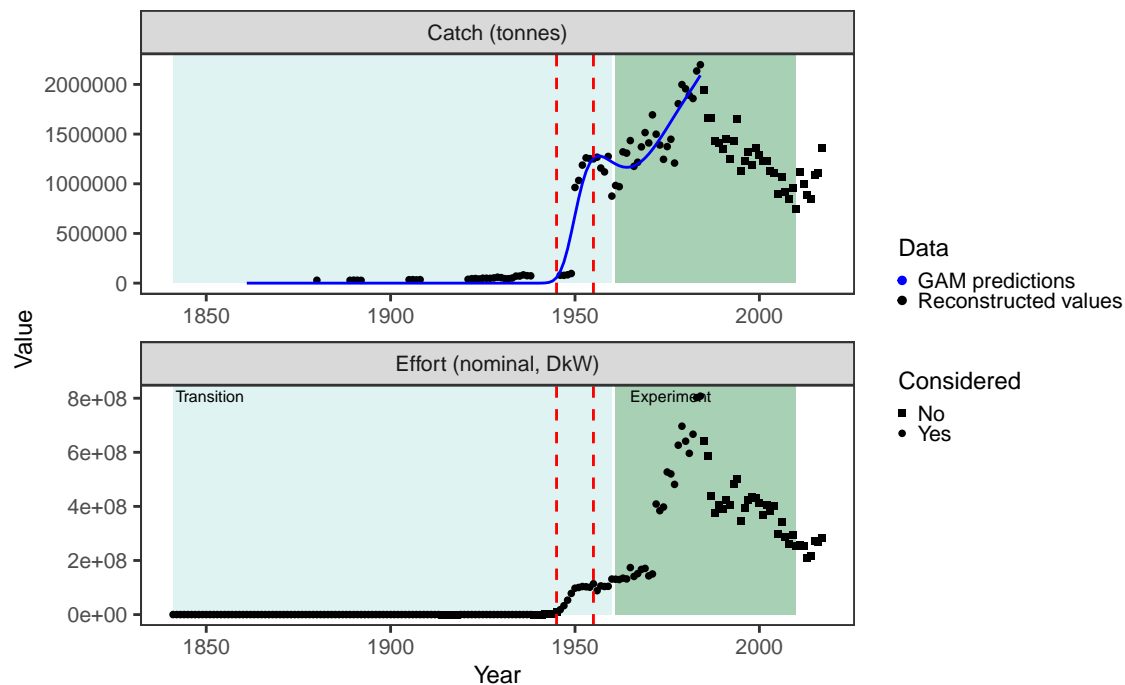 Catch (tonnes)
2000000
1500000
1000000
500000
0
1850 1900 1950 2000
Value
Effort (nominal, DkW)
Transition Experiment
8e+08
6e+08
4e+08
2e+08
0e+00
1850 1900 1950 2000
Year
Data
GAM predictions
Reconstructed values
Considered
No
Yes